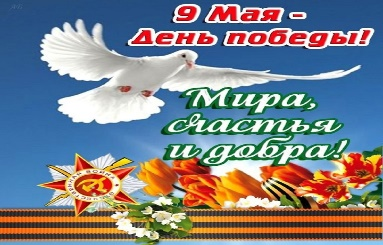 9 Мая -
День победы!
Мира,
счастья
и добра!